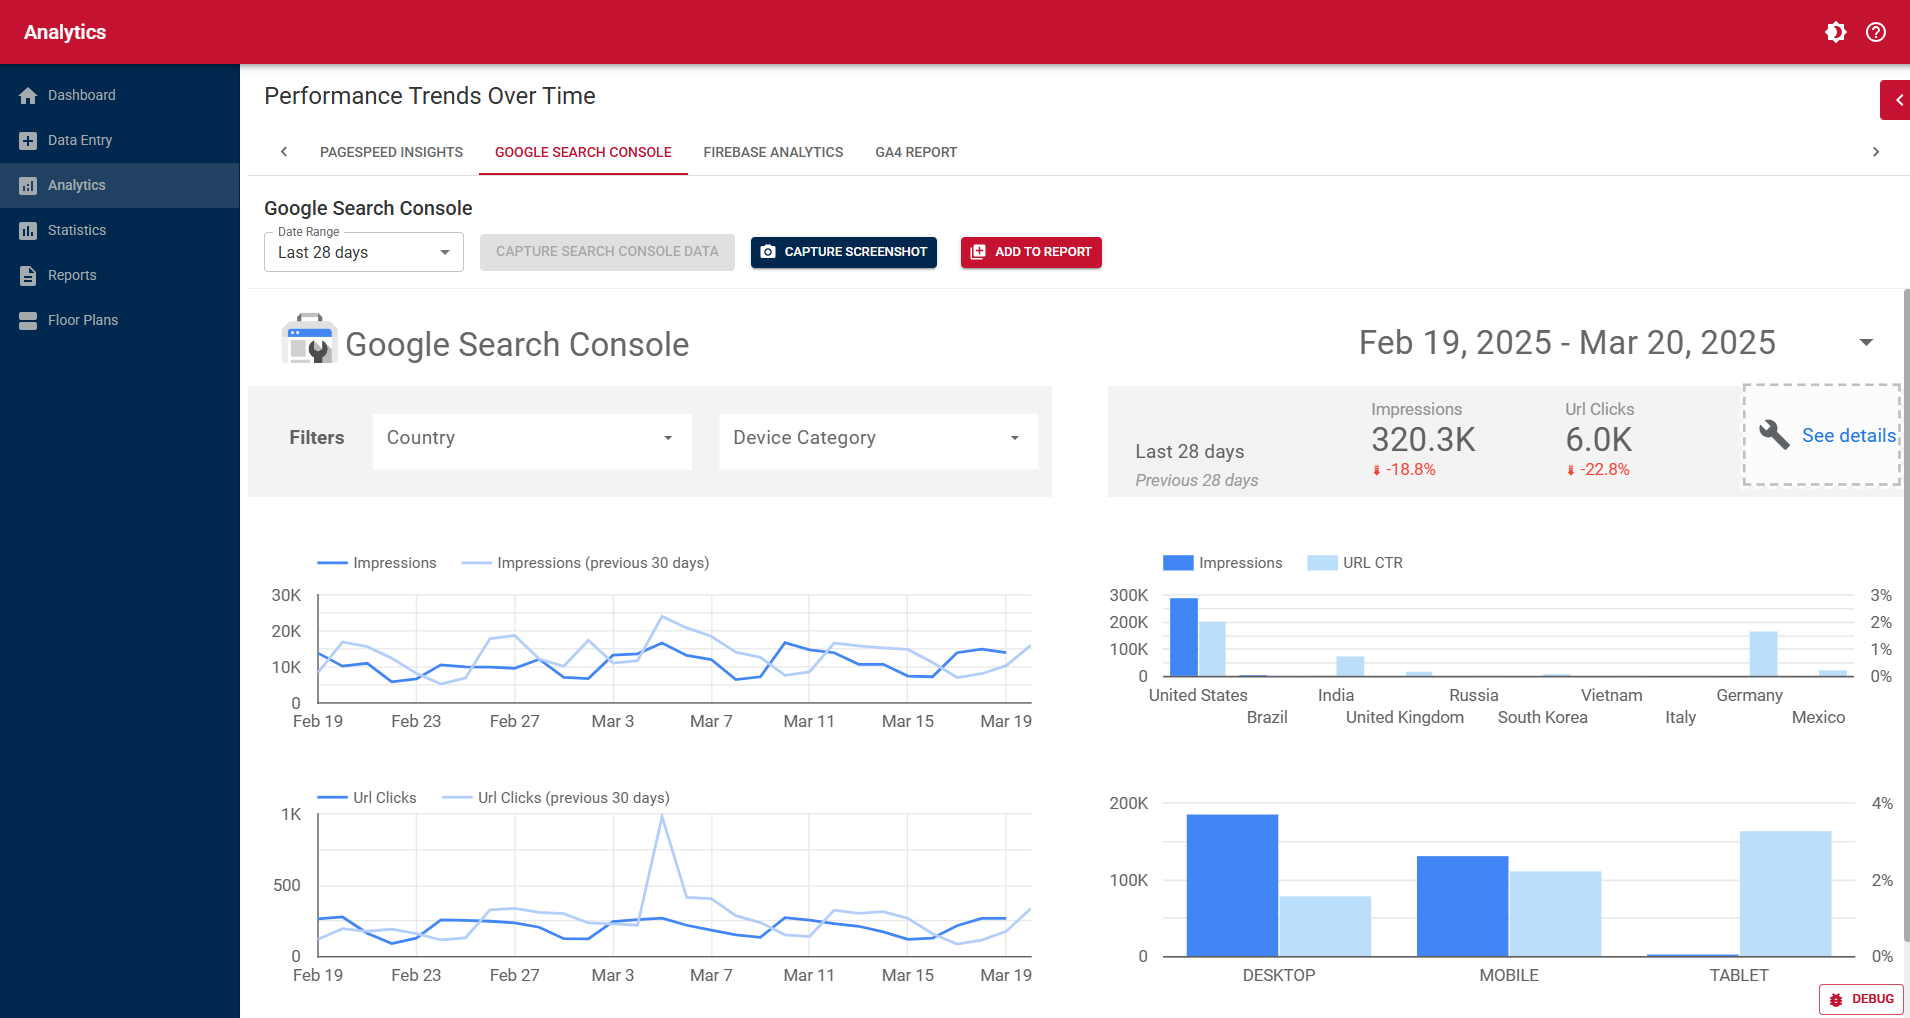 Analytics
Dashboard
Data Entry
Analytics
Statistics
Reports
Floor Plans
Performance Trends Over Time
PAGESPEED INSIGHTS
GOOGLE SEARCH CONSOLE
FIREBASE ANALYTICS
GA4 REPORT
Google Search Console
Date Range
Last 28 days
CAPTURE SEARCH CONSOLE DATA
CAPTURE SCREENSHOT
ADD TO REPORT
Google Search Console
Feb 19, 2025 - Mar 20, 2025
Filters
Country
Device Category
Last 28 days
Previous 28 days
Impressions
320.3K
-18.8%
Url Clicks
6.0K
-22.8%
See details
Impressions
Impressions (previous 30 days)
30K
20K
10K
0
Feb 19 Feb 23 Feb 27 Mar 3 Mar 7 Mar 11 Mar 15 Mar 19
Impressions
URL CTR
300K
200K
100K
0
3%
2%
1%
0%
United States India Russia Vietnam Germany
Brazil United Kingdom South Korea Italy Mexico
Url Clicks
Url Clicks (previous 30 days)
1K
500
0
Feb 19 Feb 23 Feb 27 Mar 3 Mar 7 Mar 11 Mar 15 Mar 19
200K
100K
0
4%
2%
0%
DESKTOP MOBILE TABLET
DEBUG